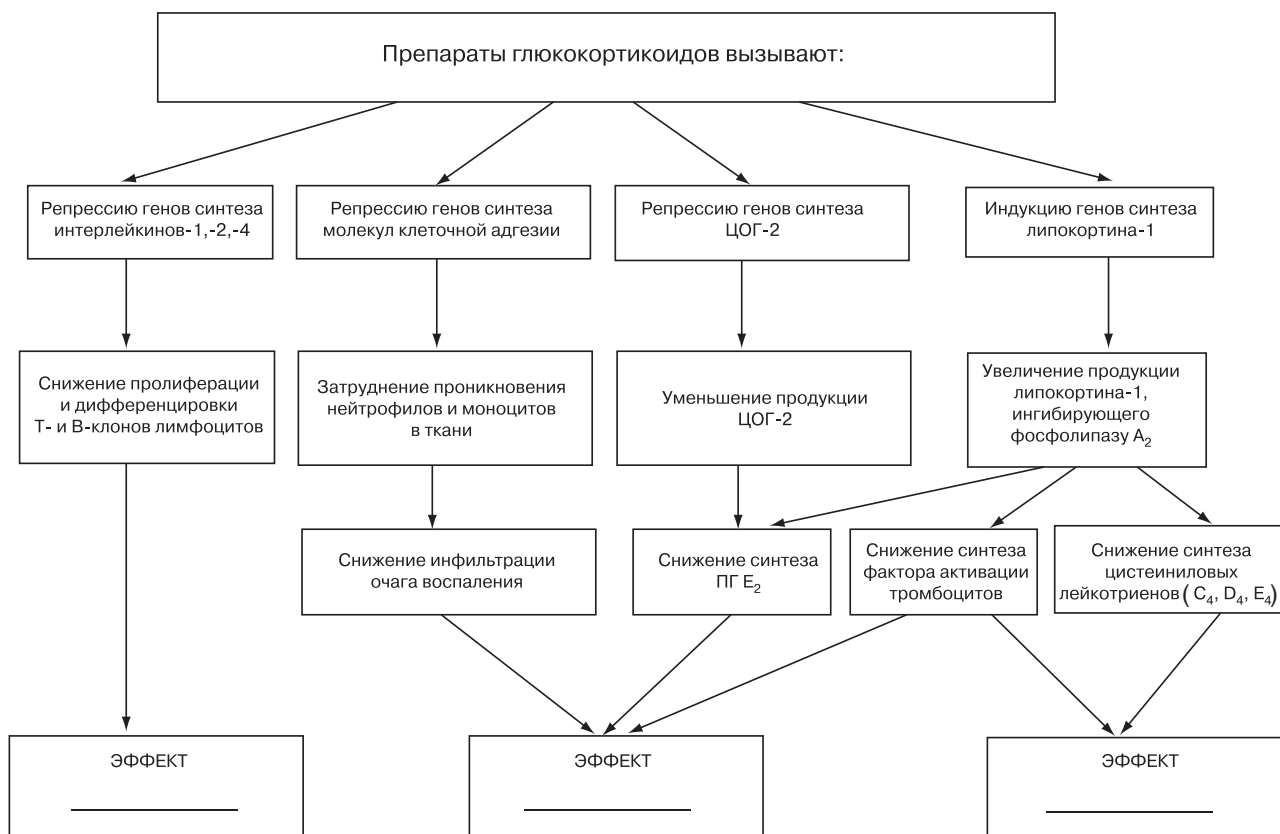 Препараты глюкокортикоидов вызывают:
Репрессию генов синтеза
интерлейкинов-1,-2,-4
Репрессию генов синтеза
молекул клеточной адгезии
Репрессию генов синтеза
ЦОГ-2
Индукцию генов синтеза
липокортина-1
Снижение пролиферации
и дифференцировки
Т- и В-клонов лимфоцитов
Затруднение проникновения
нейтрофилов и моноцитов
в ткани
Уменьшение продукции
ЦОГ-2
Увеличение продукции
липокортина-1,
ингибирующего
фосфолипазу А₂
Снижение инфильтрации
очага воспаления
Снижение синтеза
ПГ Е₂
Снижение синтеза
фактора активации
тромбоцитов
Снижение синтеза
цистеиниловых
лейкотриенов (С₄, D₄, Е₄)
ЭФФЕКТ
ЭФФЕКТ
ЭФФЕКТ